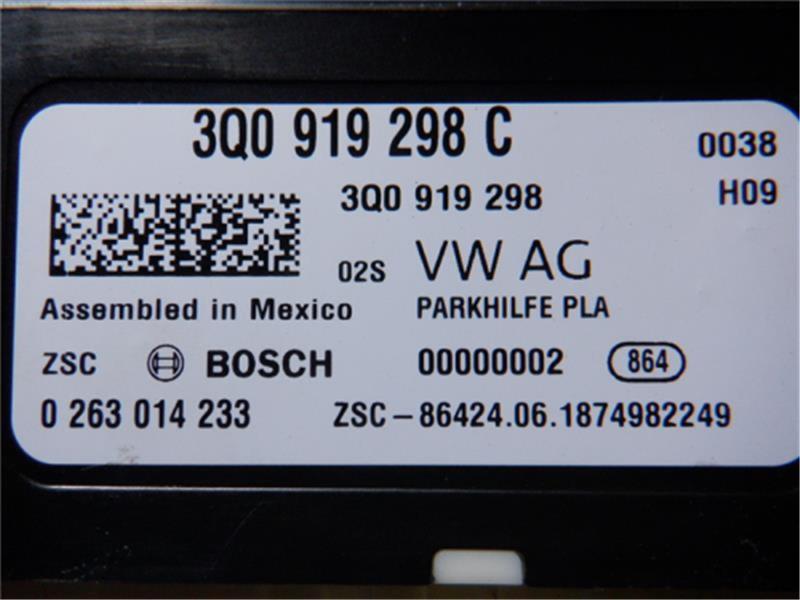 3Q0 919 298 C
0038
3Q0 919 298
H09
02S VW AG
Assembled in Mexico PARKHILFE PLA
ZSC BOSCH 00000002 864
0 263 014 233 ZSC-86424.06.1874982249